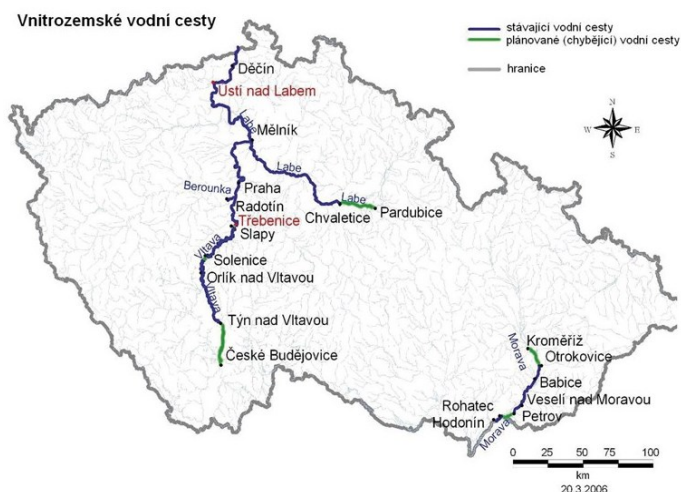 Vnitrozemské vodní cesty
stávající vodní cesty
plánované (chybějící) vodní cesty
hranice
N
W
E
S
Děčín
Ústí nad Labem
Labe
Mělník
Labe
Berounka
Praha
Labe
Radotín
Třebenice
Chvaletice
Pardubice
Slapy
Vltava
Solenice
Orlík nad Vltavou
Vltava
Týn nad Vltavou
České Budějovice
Morava
Kroměříž
Otrokovice
Babice
Veselí nad Moravou
Rohatec
Petrov
Hodonín
Morava
0 25 50 75 100
km
20.3.2006